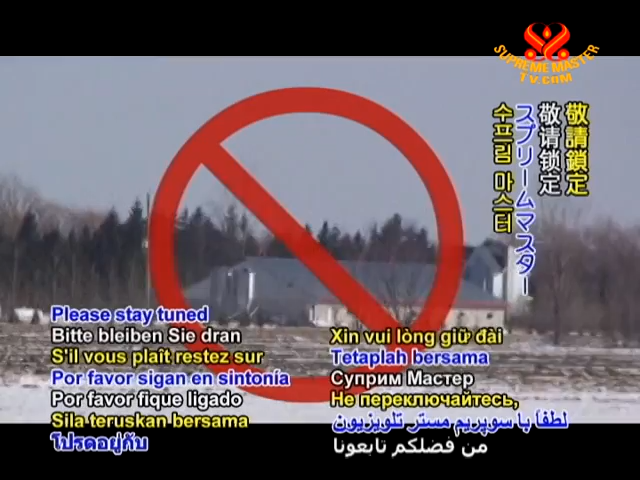 SUPREME MASTER
TV.COM
敬請鎖定
敬请锁定
スプリームマスター
수프림 마스터
Please stay tuned
Bitte bleiben Sie dran
S'il vous plaît restez sur
Por favor sigan en sintonía
Por favor fique ligado
Sila teruskan bersama
โปรดอยู่กับ
Xin vui lòng giữ đài
Tetaplah bersama
Суприм Мастер
Не переключайтесь,
لطفاً با سوپریم مستر تلویزیون
من فضلكم تابعونا